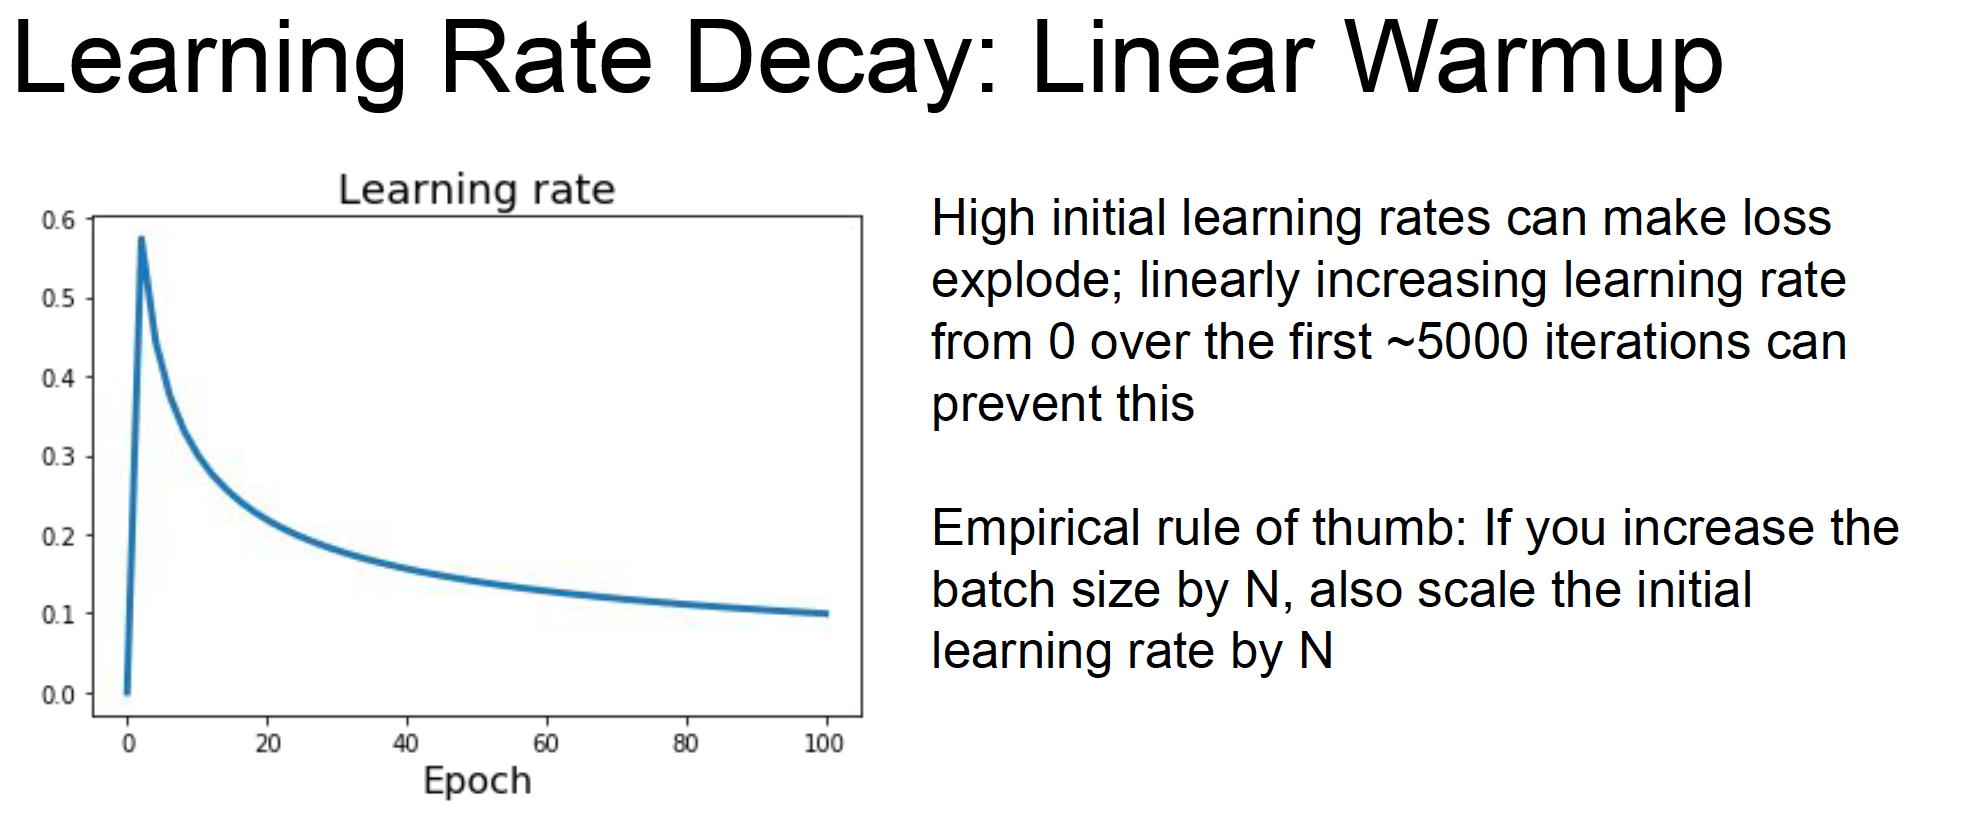 Learning Rate Decay: Linear Warmup
Learning rate
0.6
0.5
0.4
0.3
0.2
0.1
0.0
0 20 40 60 80 100
Epoch
High initial learning rates can make loss
explode; linearly increasing learning rate
from 0 over the first ~5000 iterations can
prevent this
Empirical rule of thumb: If you increase the
batch size by N, also scale the initial
learning rate by N